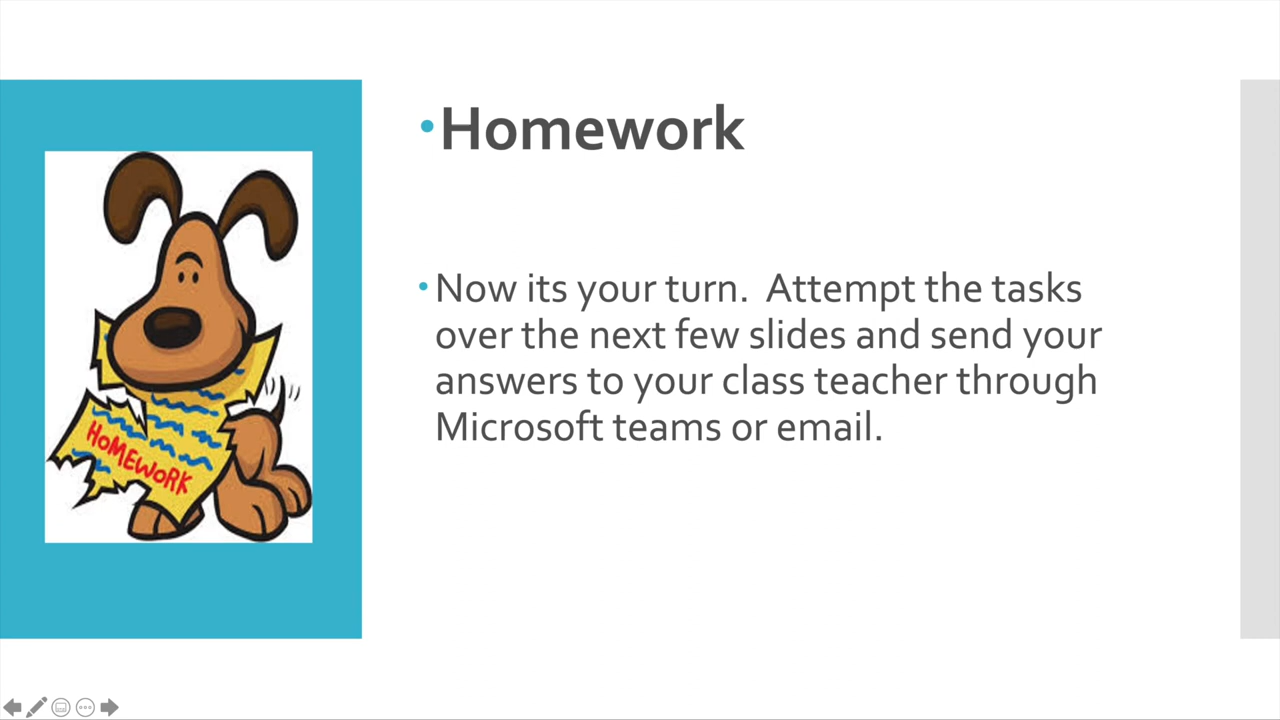 Homework
Now its your turn.  Attempt the tasks
over the next few slides and send your
answers to your class teacher through
Microsoft teams or email.
HOMEWORK